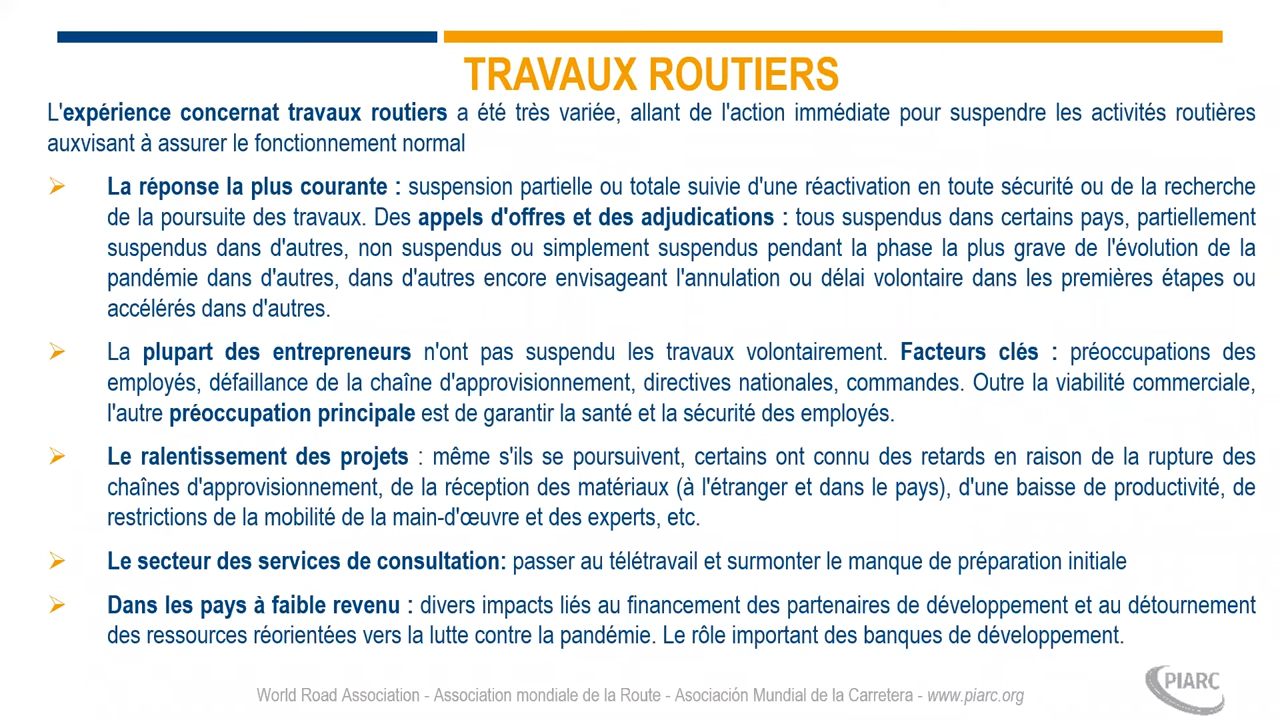 TRAVAUX ROUTIERS
L'expérience concernat travaux routiers a été très variée, allant de l'action immédiate pour suspendre les activités routières
auxvisant à assurer le fonctionnement normal
La réponse la plus courante : suspension partielle ou totale suivie d'une réactivation en toute sécurité ou de la recherche
de la poursuite des travaux. Des appels d'offres et des adjudications : tous suspendus dans certains pays, partiellement
suspendus dans d'autres, non suspendus ou simplement suspendus pendant la phase la plus grave de l'évolution de la
pandémie dans d'autres, dans d'autres encore envisageant l'annulation ou délai volontaire dans les premières étapes ou
accélérés dans d'autres.
La plupart des entrepreneurs n'ont pas suspendu les travaux volontairement. Facteurs clés : préoccupations des
employés, défaillance de la chaîne d'approvisionnement, directives nationales, commandes. Outre la viabilité commerciale,
l'autre préoccupation principale est de garantir la santé et la sécurité des employés.
Le ralentissement des projets : même s'ils se poursuivent, certains ont connu des retards en raison de la rupture des
chaînes d'approvisionnement, de la réception des matériaux (à l'étranger et dans le pays), d'une baisse de productivité, de
restrictions de la mobilité de la main-d'œuvre et des experts, etc.
Le secteur des services de consultation: passer au télétravail et surmonter le manque de préparation initiale
Dans les pays à faible revenu : divers impacts liés au financement des partenaires de développement et au détournement
des ressources réorientées vers la lutte contre la pandémie. Le rôle important des banques de développement.
World Road Association - Association mondiale de la Route - Asociación Mundial de la Carretera - www.piarc.org
PIARC